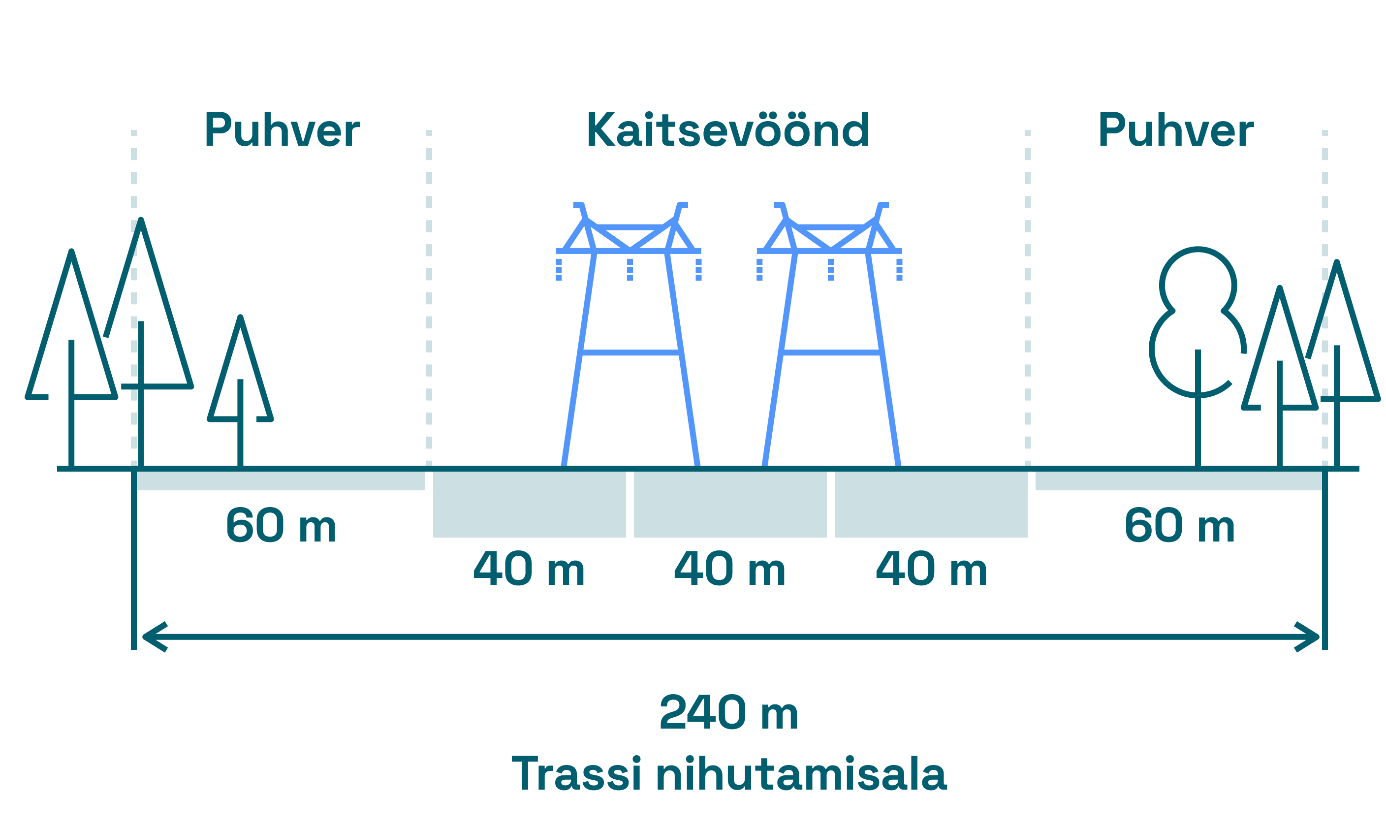 Puhver
Kaitsevöönd
Puhver
60 m
60 m
40 m
40 m
40 m
240 m
Trassi nihutamisala